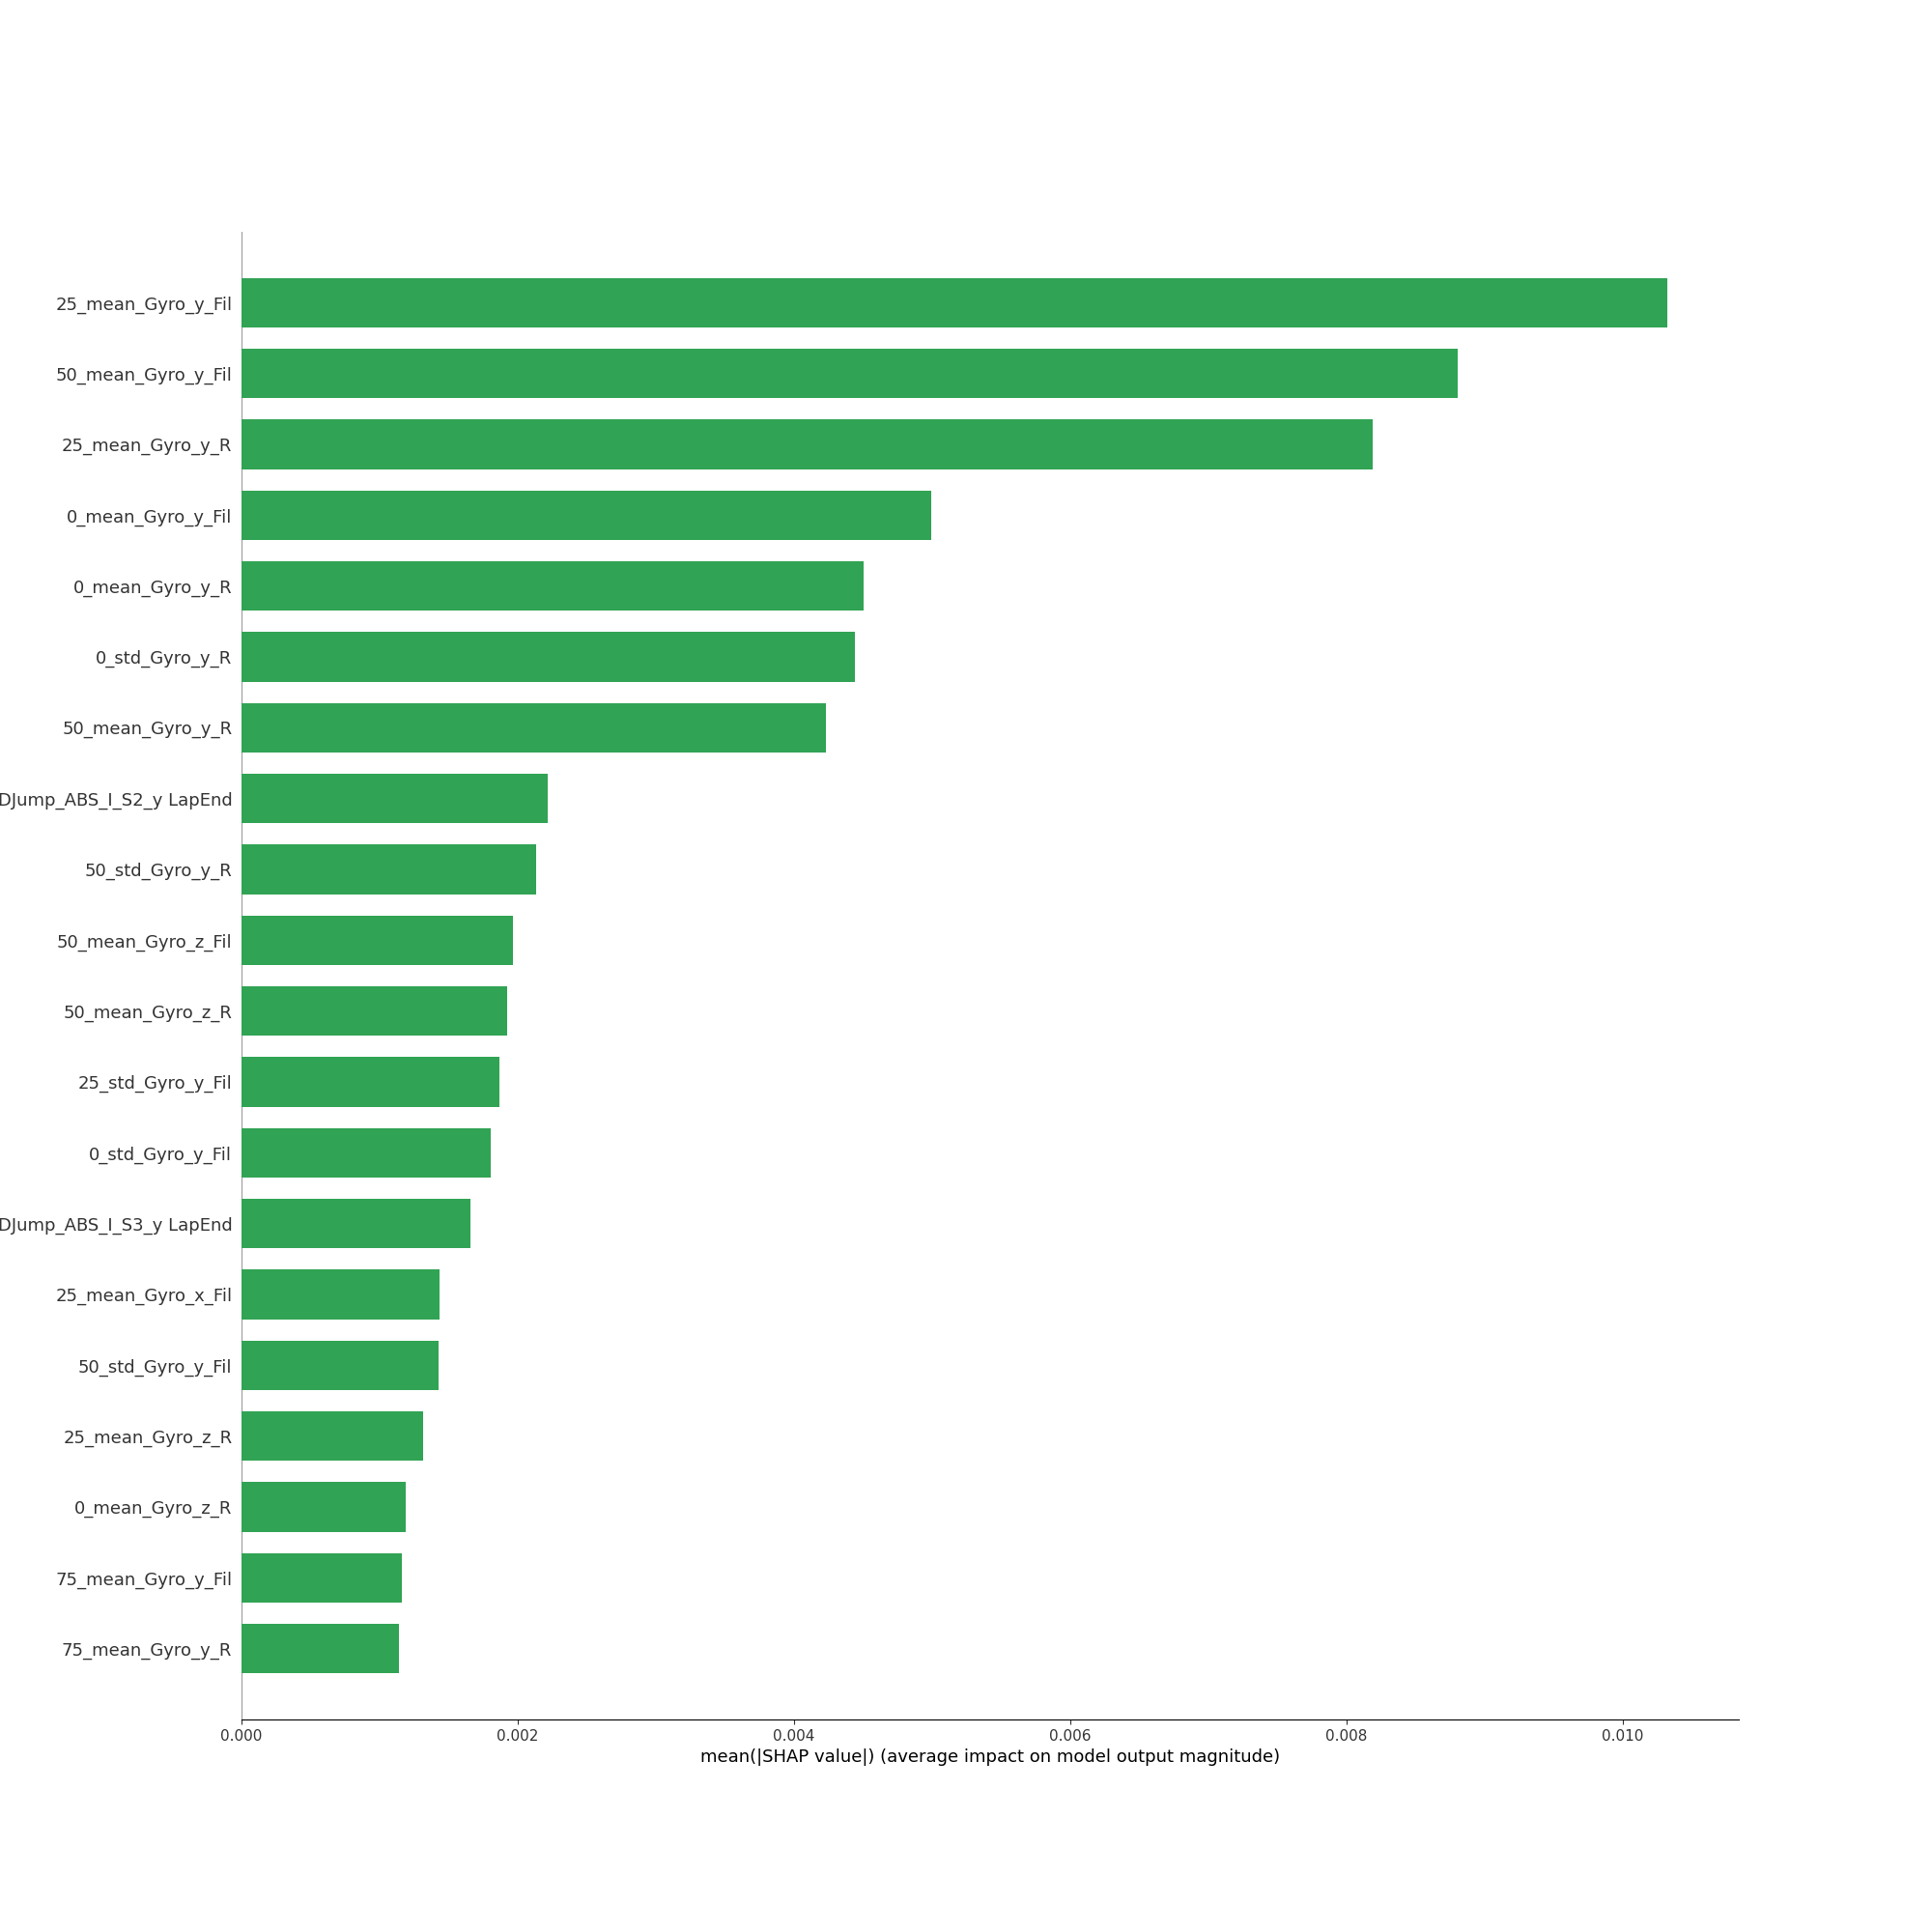 25_mean_Gyro_y_Fil
50_mean_Gyro_y_Fil
25_mean_Gyro_y_R
0_mean_Gyro_y_Fil
0_mean_Gyro_y_R
0_std_Gyro_y_R
50_mean_Gyro_y_R
DJump_ABS_I_S2_y LapEnd
50_std_Gyro_y_R
50_mean_Gyro_z_Fil
50_mean_Gyro_z_R
25_std_Gyro_y_Fil
0_std_Gyro_y_Fil
DJump_ABS_I_S3_y LapEnd
25_mean_Gyro_x_Fil
50_std_Gyro_y_Fil
25_mean_Gyro_z_R
0_mean_Gyro_z_R
75_mean_Gyro_y_Fil
75_mean_Gyro_y_R
0.000 0.002 0.004 0.006 0.008 0.010
mean(|SHAP value|) (average impact on model output magnitude)